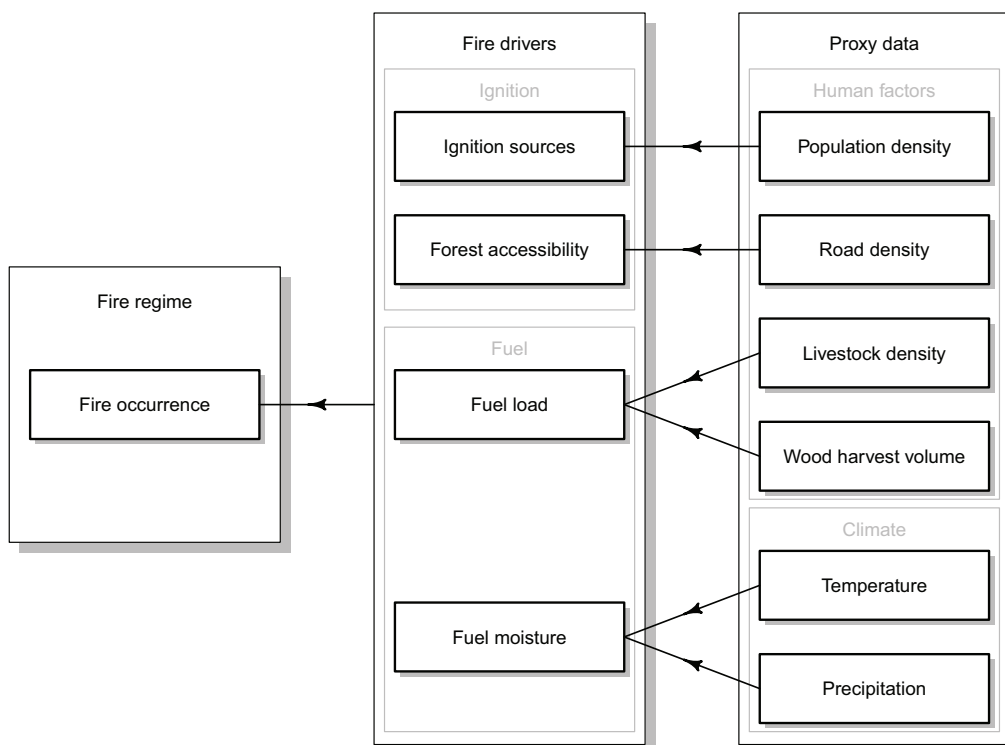 Fire regime
Fire occurrence
Fire drivers
Ignition
Ignition sources
Forest accessibility
Fuel
Fuel load
Fuel moisture
Proxy data
Human factors
Population density
Road density
Livestock density
Wood harvest volume
Climate
Temperature
Precipitation